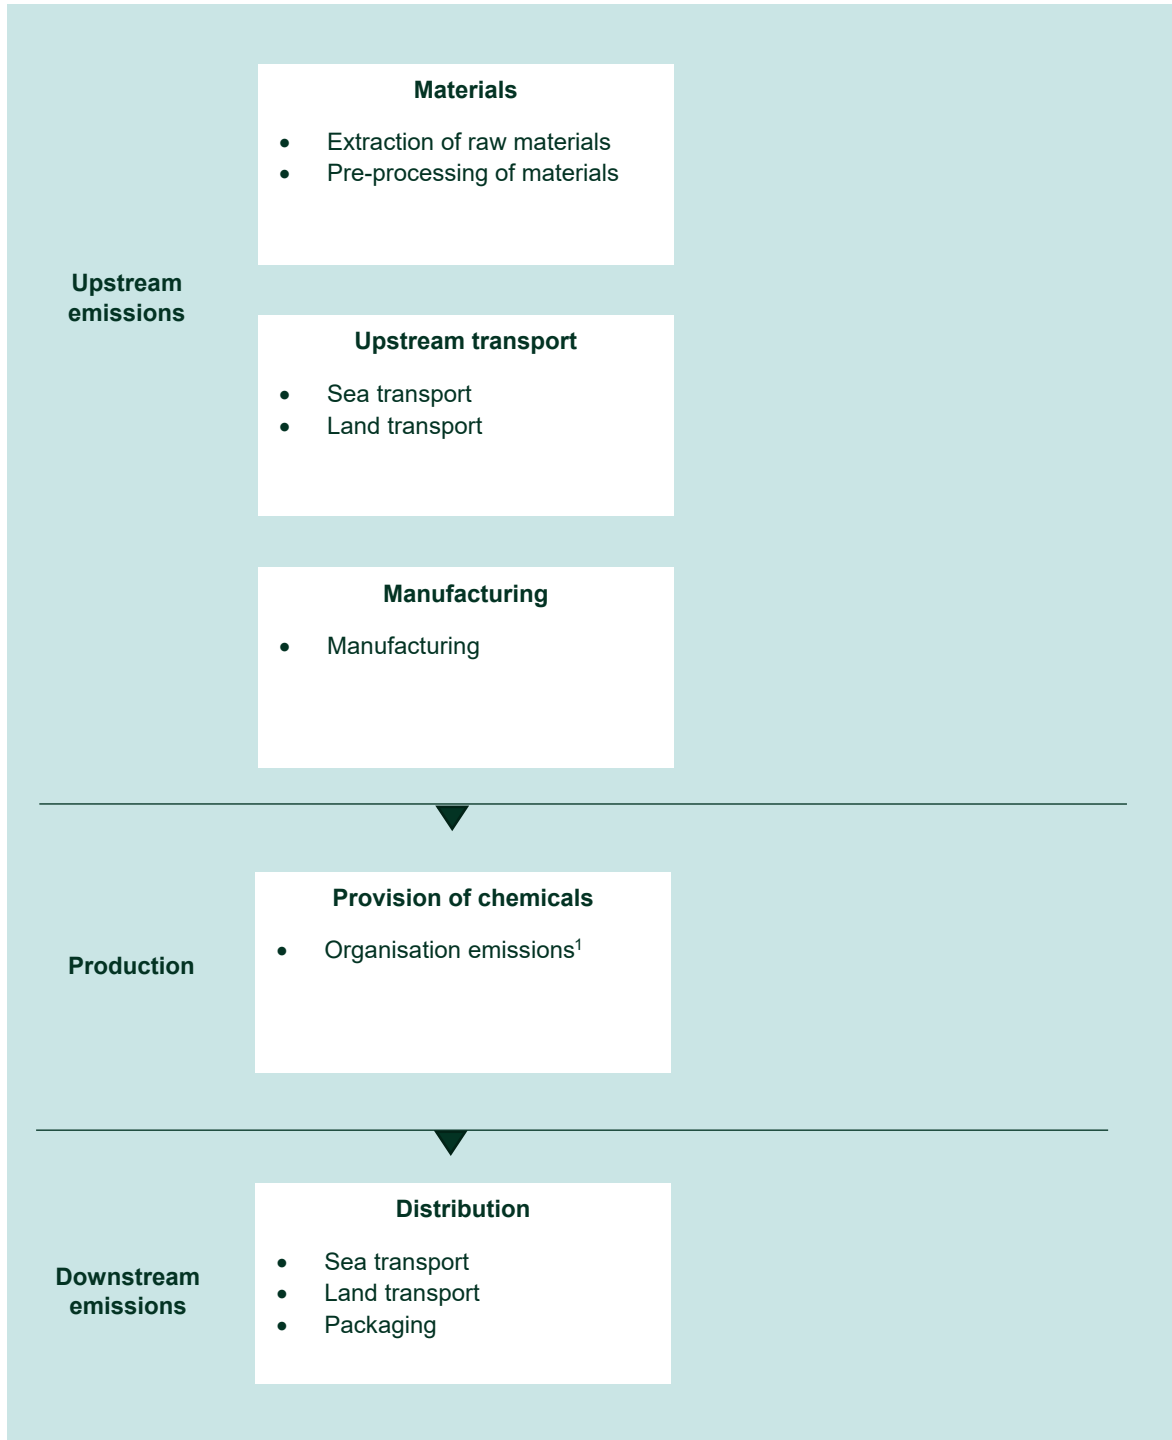 Materials
• Extraction of raw materials
• Pre-processing of materials
Upstream
emissions
Upstream transport
• Sea transport
• Land transport
Manufacturing
• Manufacturing
Provision of chemicals
• Organisation emissions¹
Production
Distribution
• Sea transport
• Land transport
• Packaging
Downstream
emissions